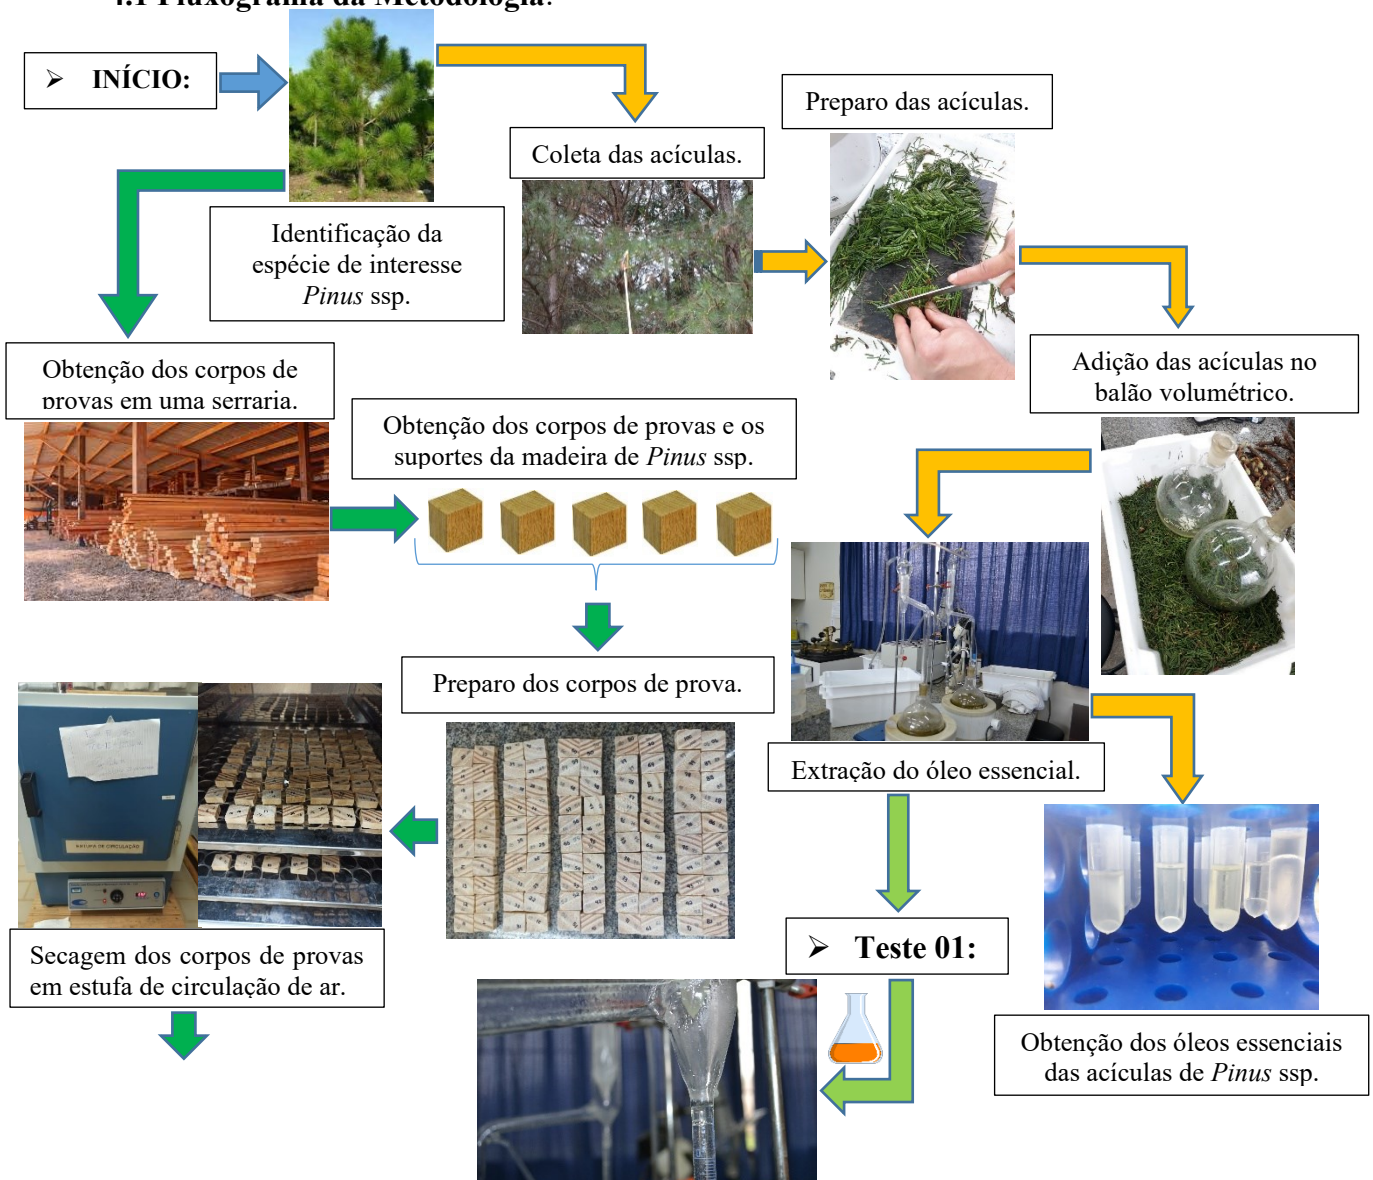 4.1 Fluxograma da Metodologia.
➢ INÍCIO:
Preparo das acículas.
Coleta das acículas.
Identificação da
espécie de interesse
Pinus ssp.
Obtenção dos corpos de
provas em uma serraria.
Adição das acículas no
balão volumétrico.
Obtenção dos corpos de provas e os
suportes da madeira de Pinus ssp.
Preparo dos corpos de prova.
Extração do óleo essencial.
ESTUFA DE CIRCULAÇÃO
➢ Teste 01:
Secagem dos corpos de provas
em estufa de circulação de ar.
Obtenção dos óleos essenciais
das acículas de Pinus ssp.